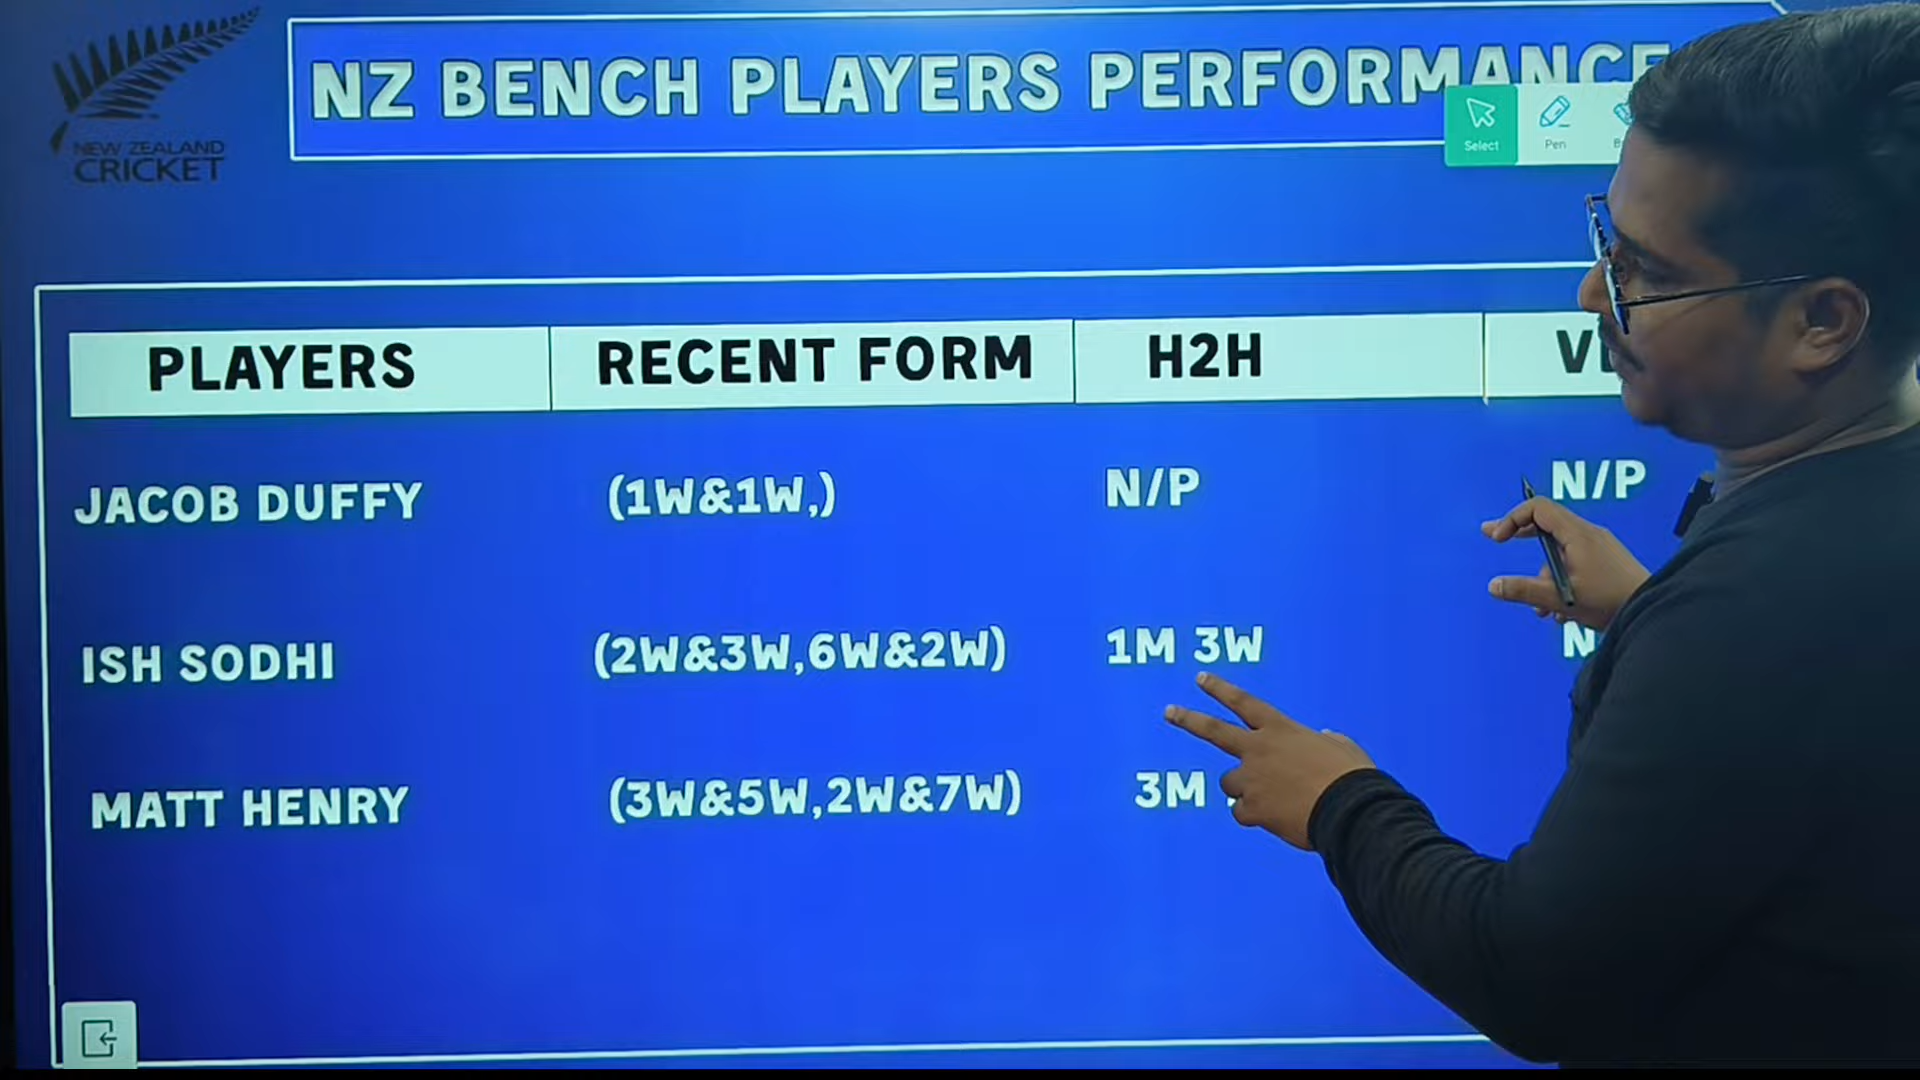 NEW ZEALAND
CRICKET
NZ BENCH PLAYERS PERFORMANCE
Select Pen
PLAYERS RECENT FORM H2H
JACOB DUFFY (1W&1W,) N/P N/P
ISH SODHI (2W&3W,6W&2W) 1M 3W
MATT HENRY (3W&5W,2W&7W) 3M